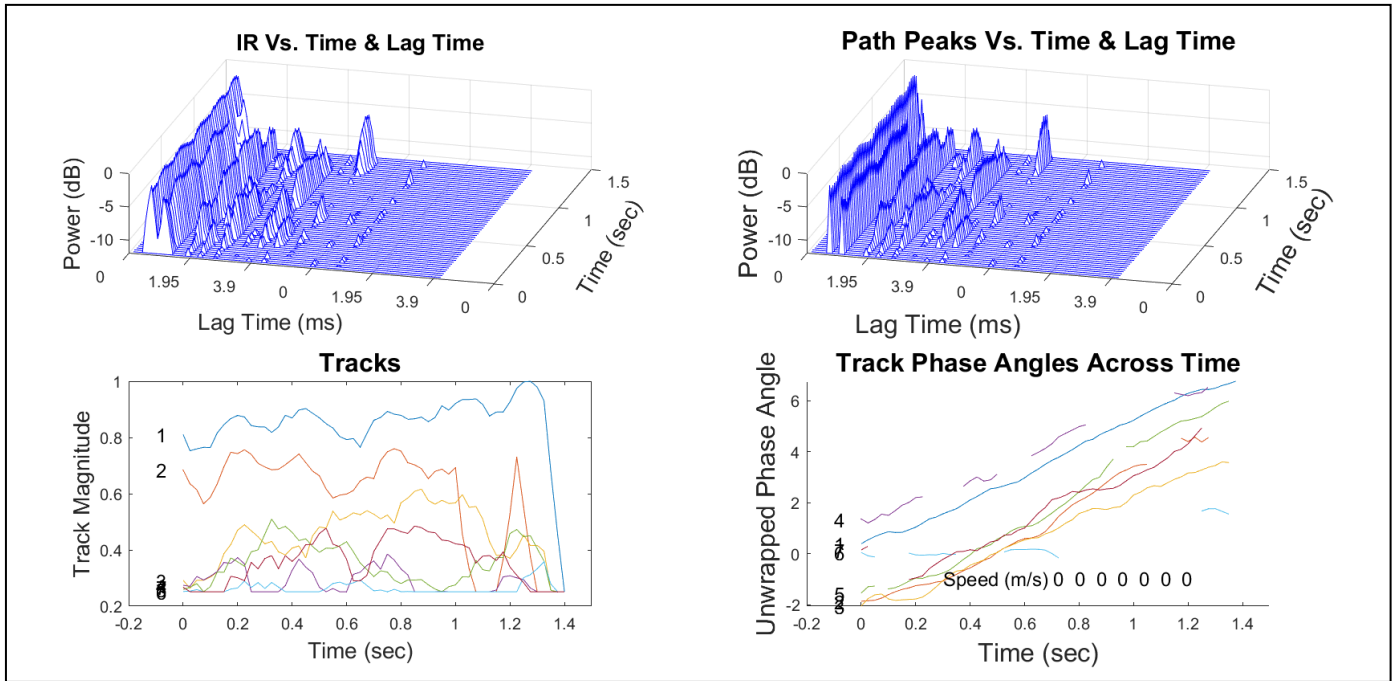 IR Vs. Time & Lag Time
Power (dB)
0
-5
-10
0
1.95
3.9
0
1.95
3.9
0
Lag Time (ms)
0
0.5
1
1.5
Time (sec)
Path Peaks Vs. Time & Lag Time
Power (dB)
0
-5
-10
0
1.95
3.9
0
1.95
3.9
0
Lag Time (ms)
0
0.5
1
1.5
Time (sec)
Tracks
Track Magnitude
1
0.8
0.6
0.4
0.2
1
2
-0.2 0 0.2 0.4 0.6 0.8 1 1.2 1.4
Time (sec)
Track Phase Angles Across Time
Unwrapped Phase Angle
6
4
2
0
-2
4
1
6
5
Speed (m/s) 0 0 0 0 0 0 0
-0.2 0 0.2 0.4 0.6 0.8 1 1.2 1.4
Time (sec)